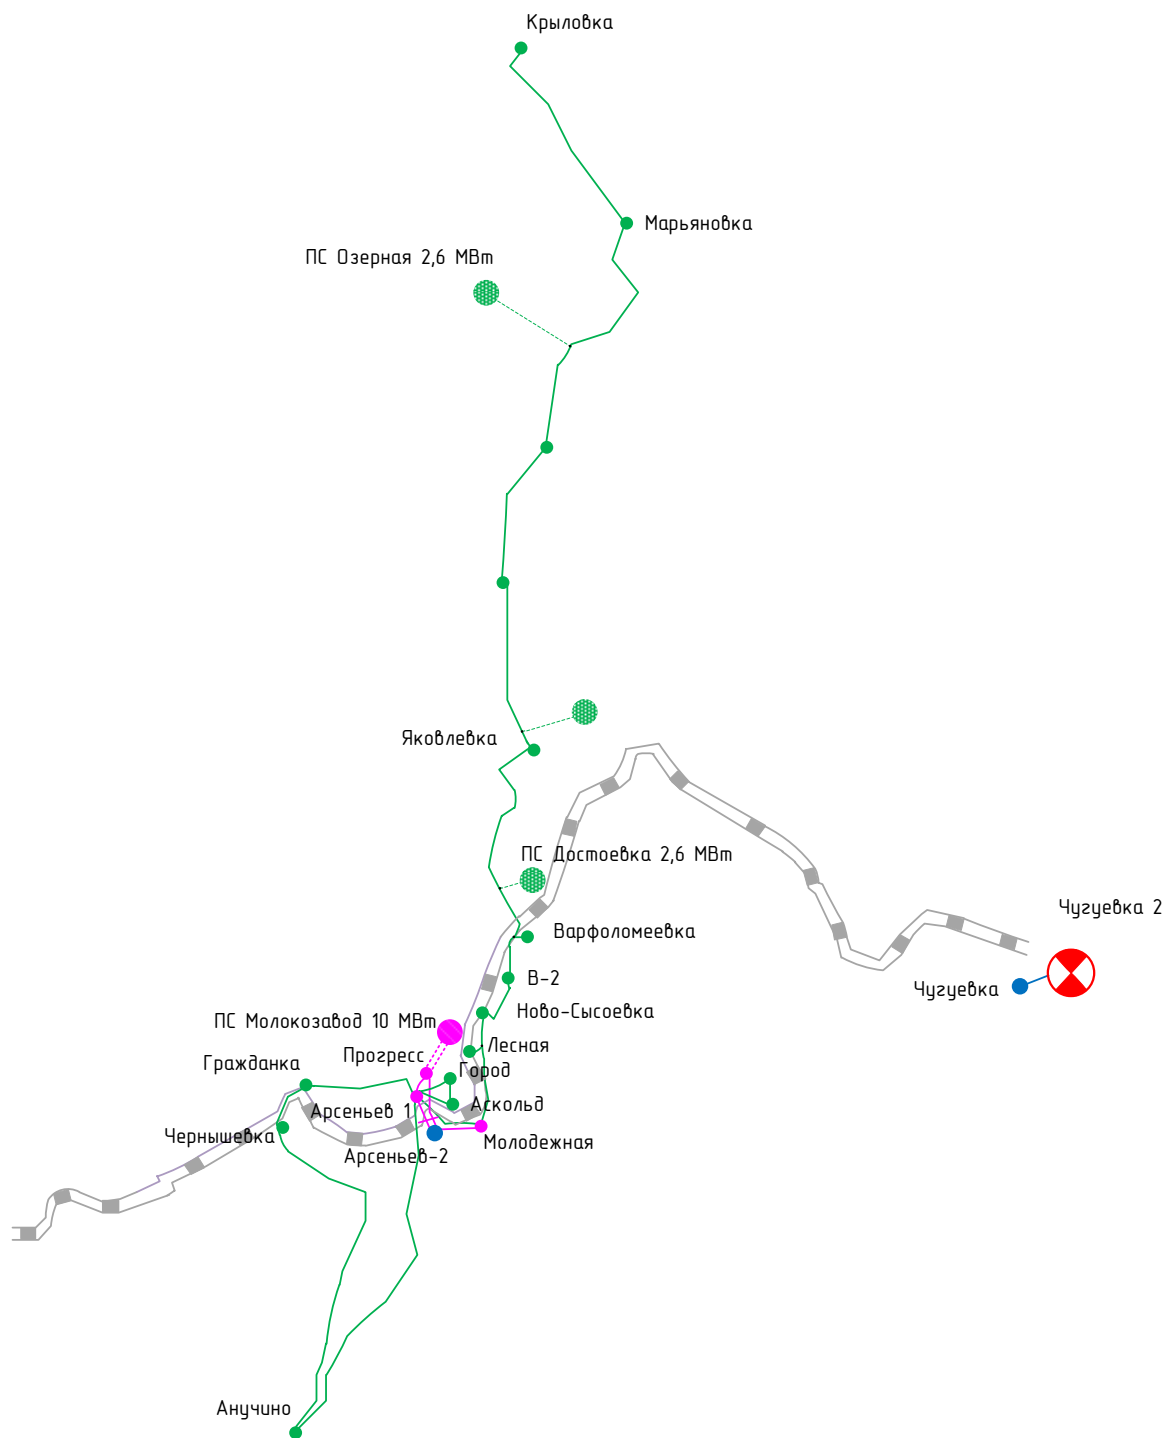 Крыловка
Марьяновка
ПС Озерная 2,6 МВт
Яковлевка
ПС Достоевка 2,6 МВт
Чугуевка 2
Варфоломеевка
В-2
Чугуевка
Ново-Сысоевка
ПС Молокозавод 10 МВт
Лесная
Прогресс
Гражданка
Город
Арсеньев 1
Аскольд
Чернышевка
Молодежная
Арсеньев-2
Анучино